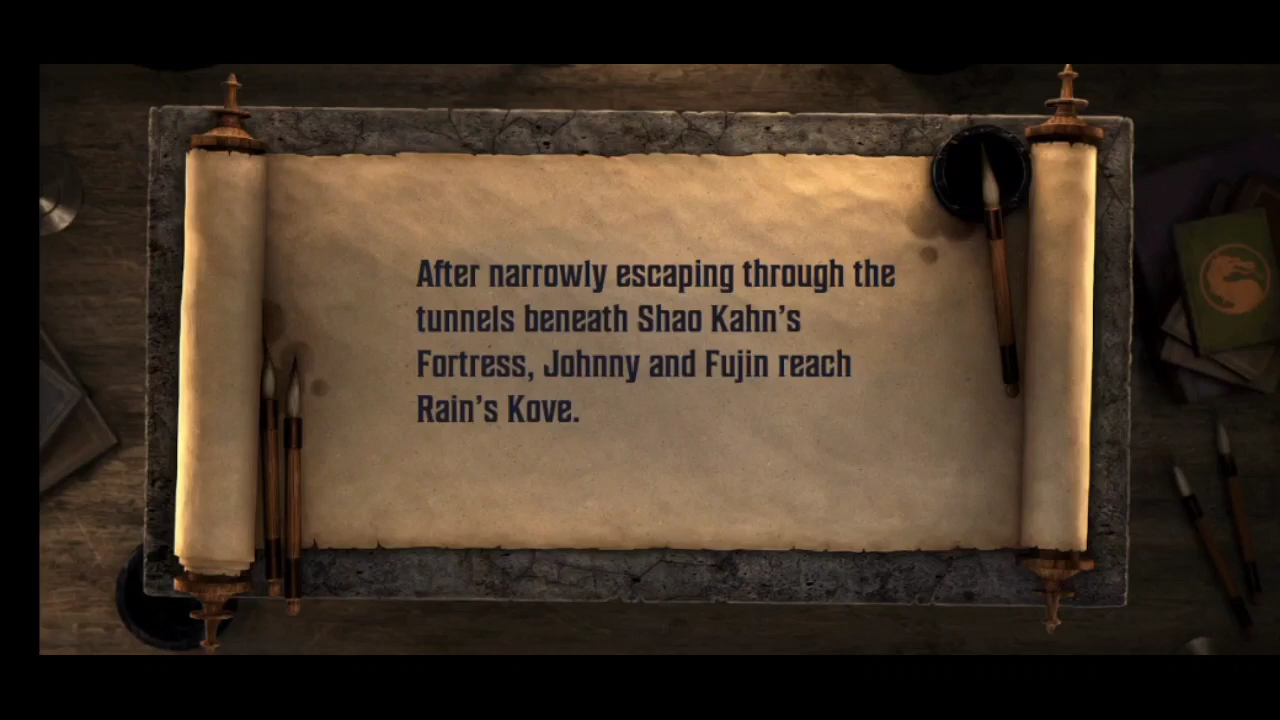 After narrowly escaping through the
tunnels beneath Shao Kahn's
Fortress, Johnny and Fujin reach
Rain's Kove.